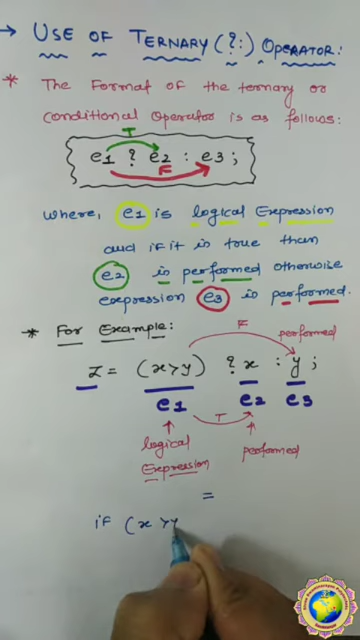 → USE OF TERNARY (?:) OPERATOR:
* The Format of the ternary or
conditional Operator is as follows:
T
e1 ? e2 : e3 ;
F
where, e1 is logical Expression
and if it is true than
e2 is performed otherwise
expression e3 is performed.
* For Example:
F performed
Z = (x>y) ? x : y ;
e1 T e2 e3
logical performed
Expression
=
if (x >y